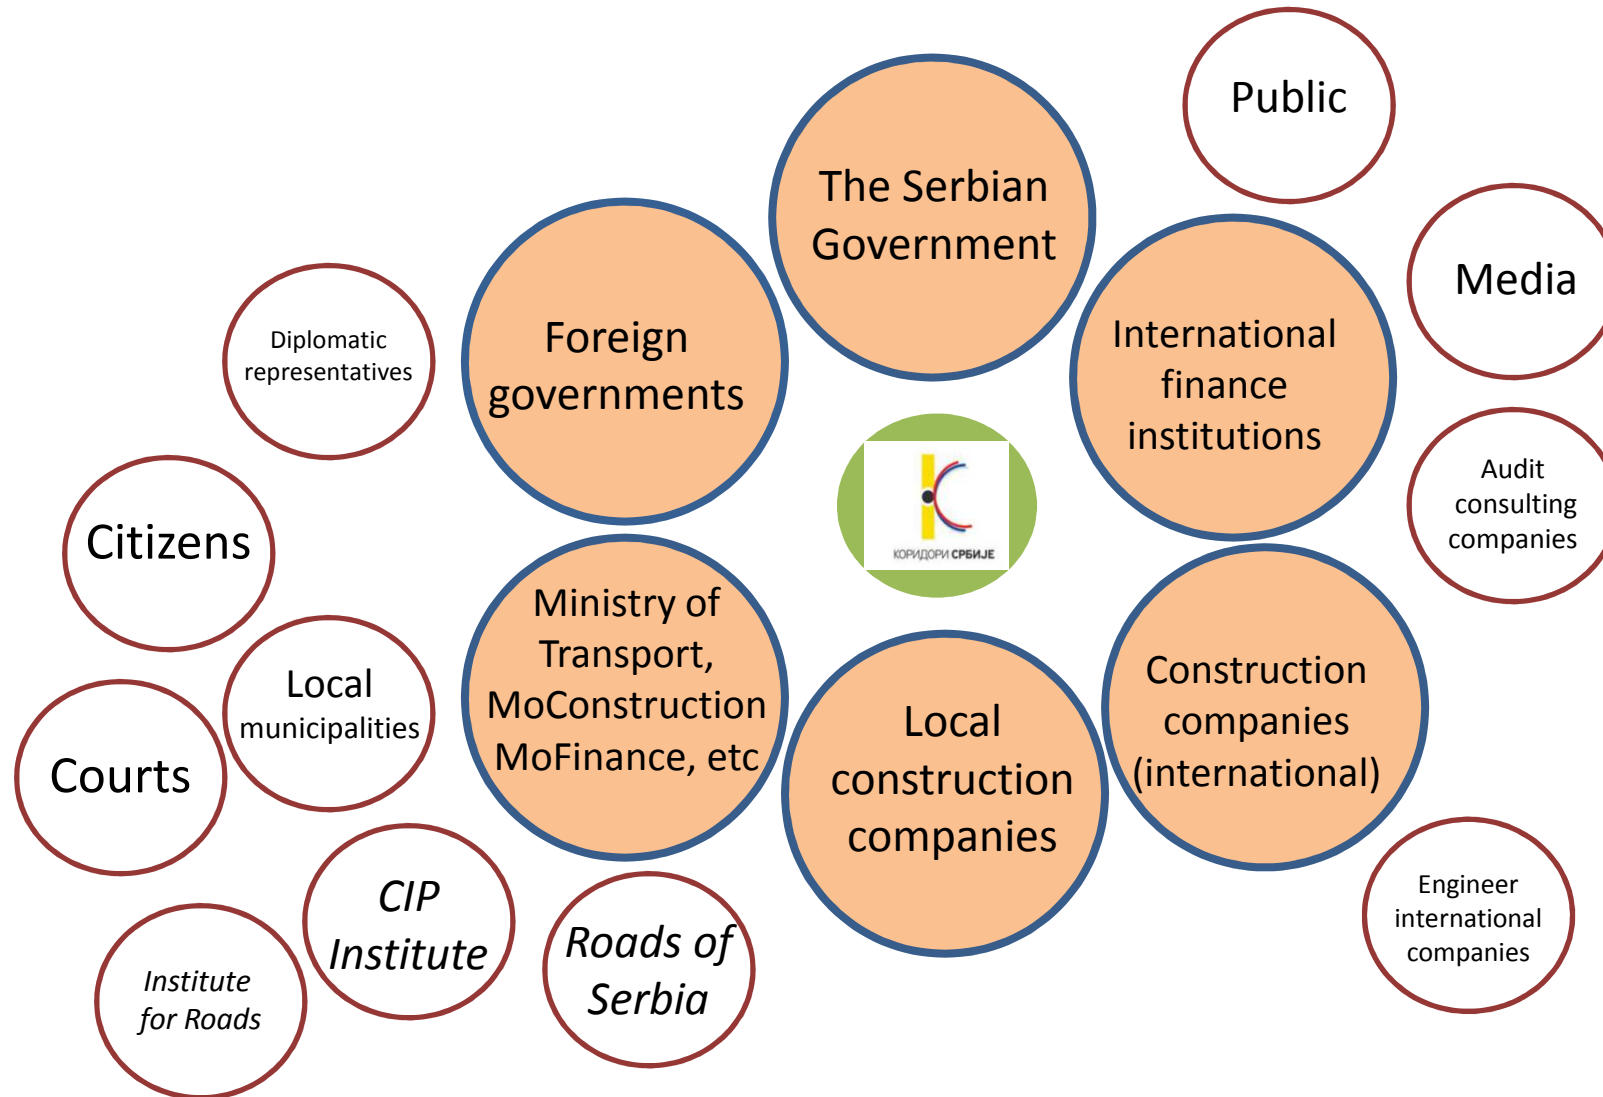 Public
The Serbian
Government
Media
Foreign
governments
International
finance
institutions
Diplomatic
representatives
Audit
consulting
companies
КОРИДОРИ СРБИЈЕ
Citizens
Ministry of
Transport,
MoConstruction
MoFinance, etc
Local
municipalities
Construction
companies
(international)
Local
construction
companies
Courts
CIP
Institute
Roads of
Serbia
Engineer
international
companies
Institute
for Roads